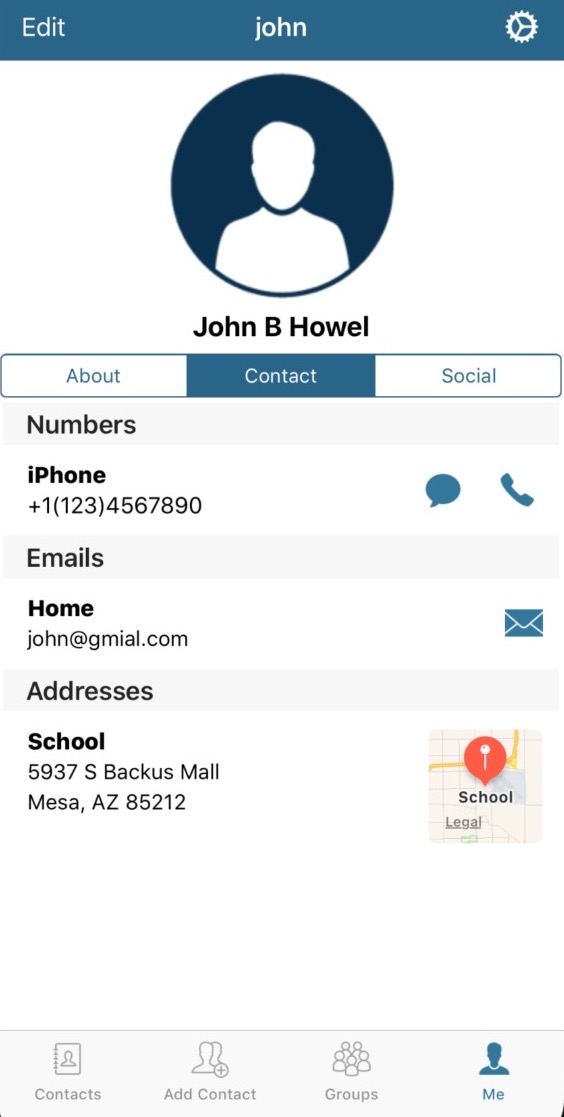 Edit john
John B Howel
About Contact Social
Numbers
iPhone
+1(123)4567890
Emails
Home
john@gmial.com
Addresses
School
5937 S Backus Mall
Mesa, AZ 85212
School
Legal
Contacts Add Contact Groups Me